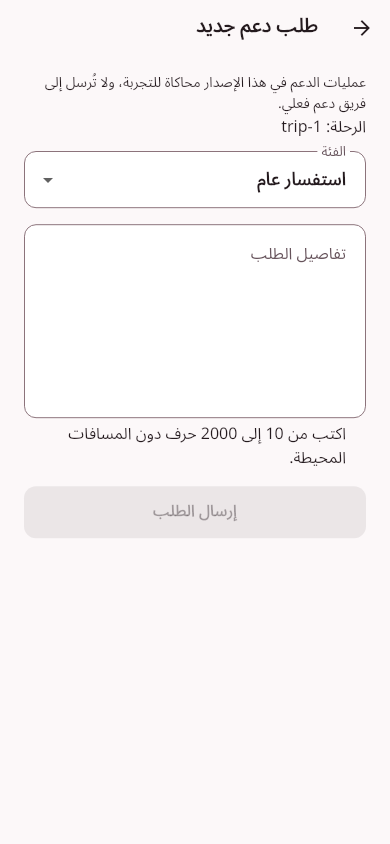 طلب دعم جديد
عمليات الدعم في هذا الإصدار محاكاة للتجربة، ولا تُرسل إلى
فريق دعم فعلي.
الرحلة: trip-1
الفئة
استفسار عام
تفاصيل الطلب
اكتب من 10 إلى 2000 حرف دون المسافات
المحيطة.
إرسال الطلب